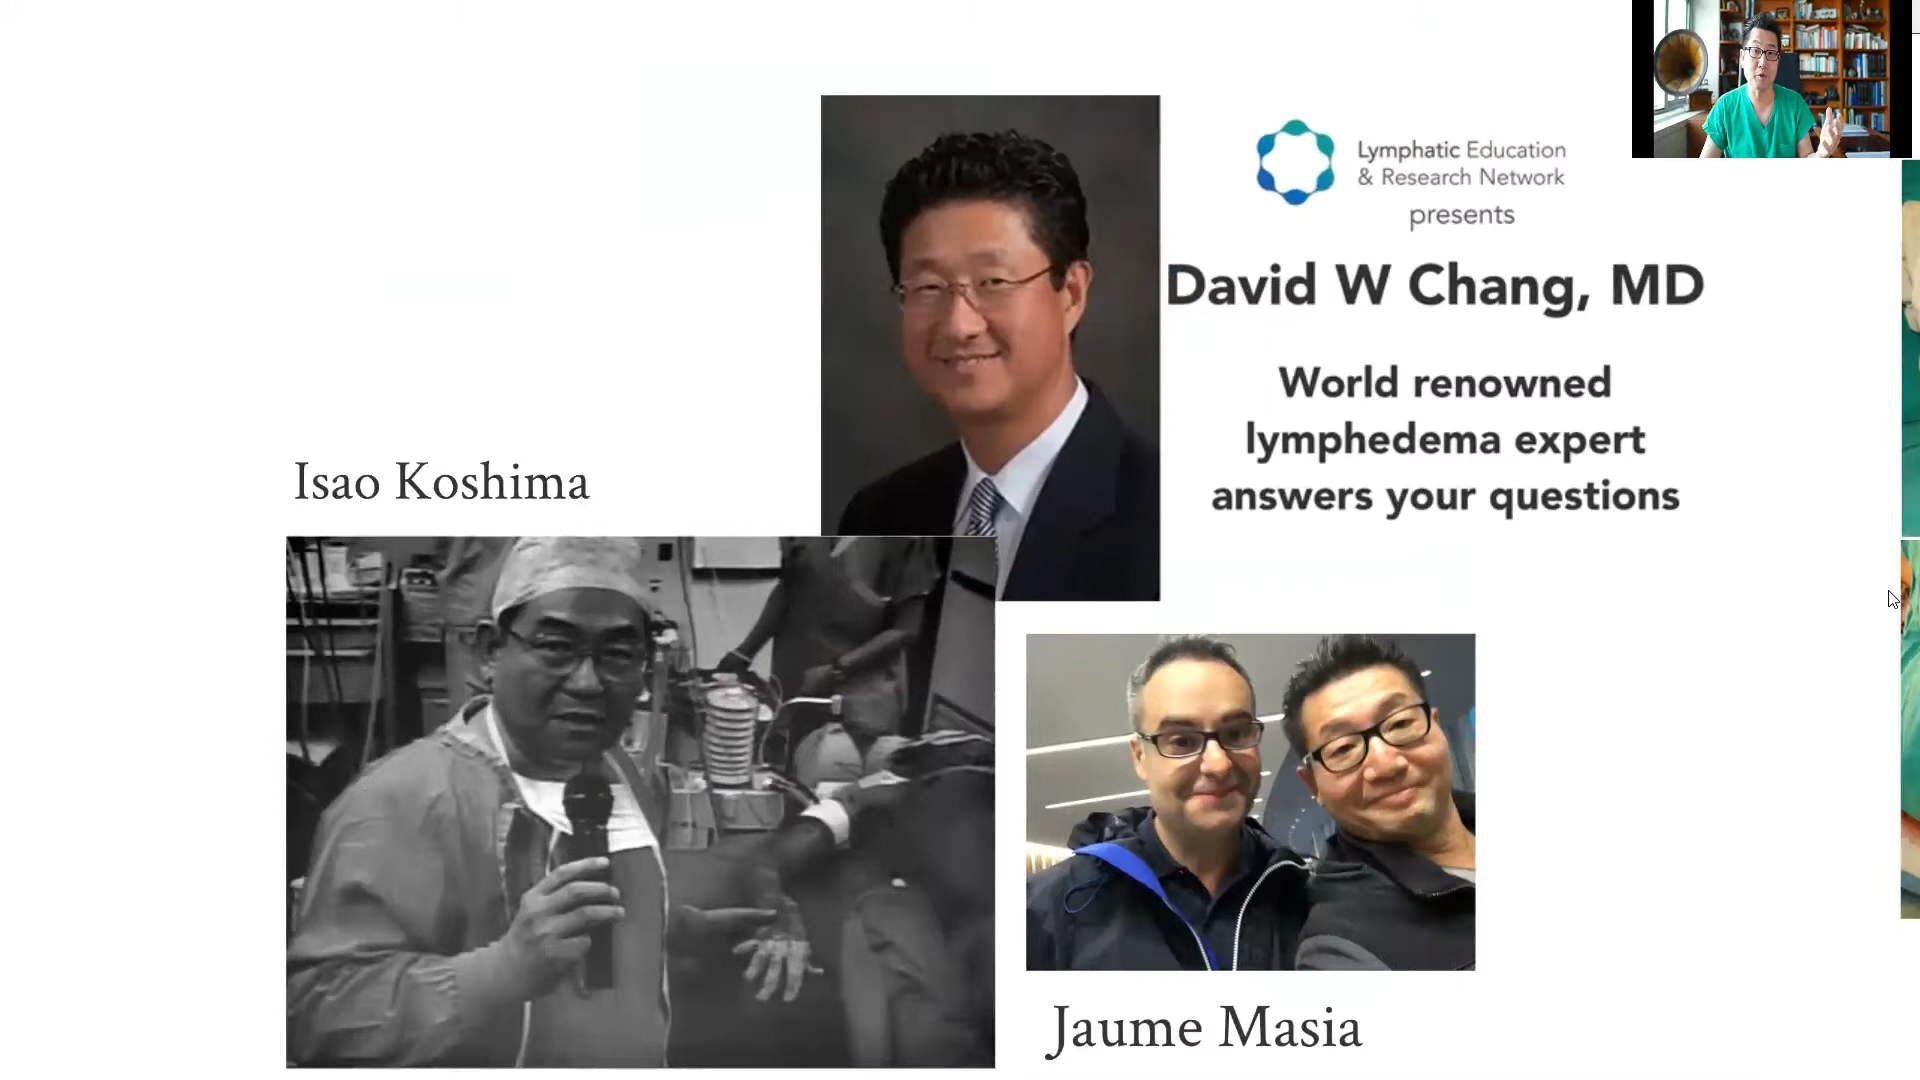 Lymphatic Education
& Research Network
presents
David W Chang, MD
World renowned
lymphedema expert
answers your questions
Isao Koshima
Jaume Masia